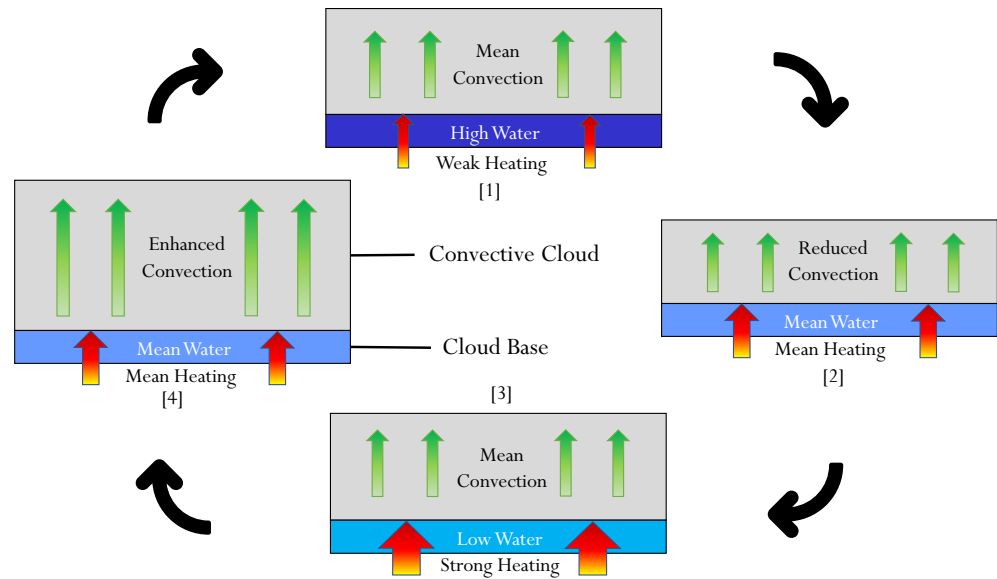 Mean
Convection
High Water
Weak Heating
[1]
Enhanced
Convection
Mean Water
Mean Heating
[4]
Convective Cloud
Cloud Base
Reduced
Convection
Mean Water
Mean Heating
[2]
[3]
Mean
Convection
Low Water
Strong Heating